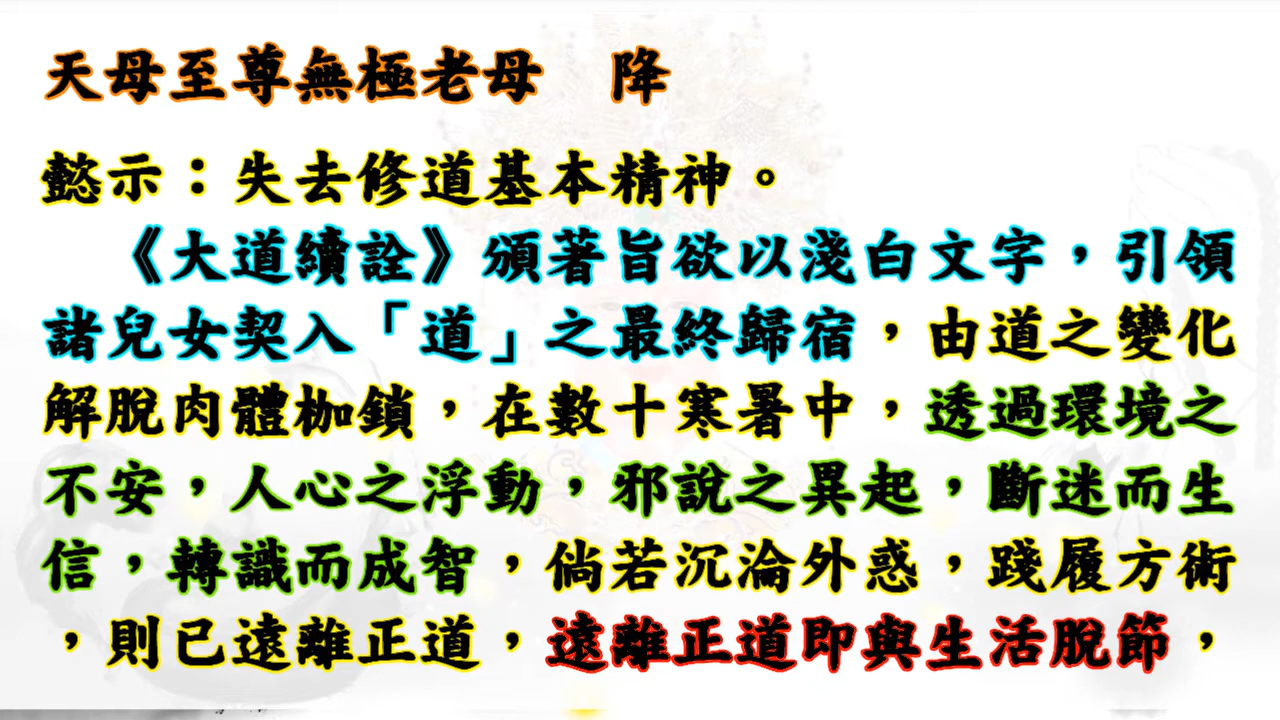 天母至尊無極老母　降
懿示：失去修道基本精神。
《大道續詮》頒著旨欲以淺白文字，引領
諸兒女契入「道」之最終歸宿，由道之變化
解脫肉體枷鎖，在數十寒暑中，透過環境之
不安，人心之浮動，邪說之異起，斷迷而生
信，轉識而成智，倘若沉淪外惑，踐履方術
，則已遠離正道，遠離正道即與生活脫節，